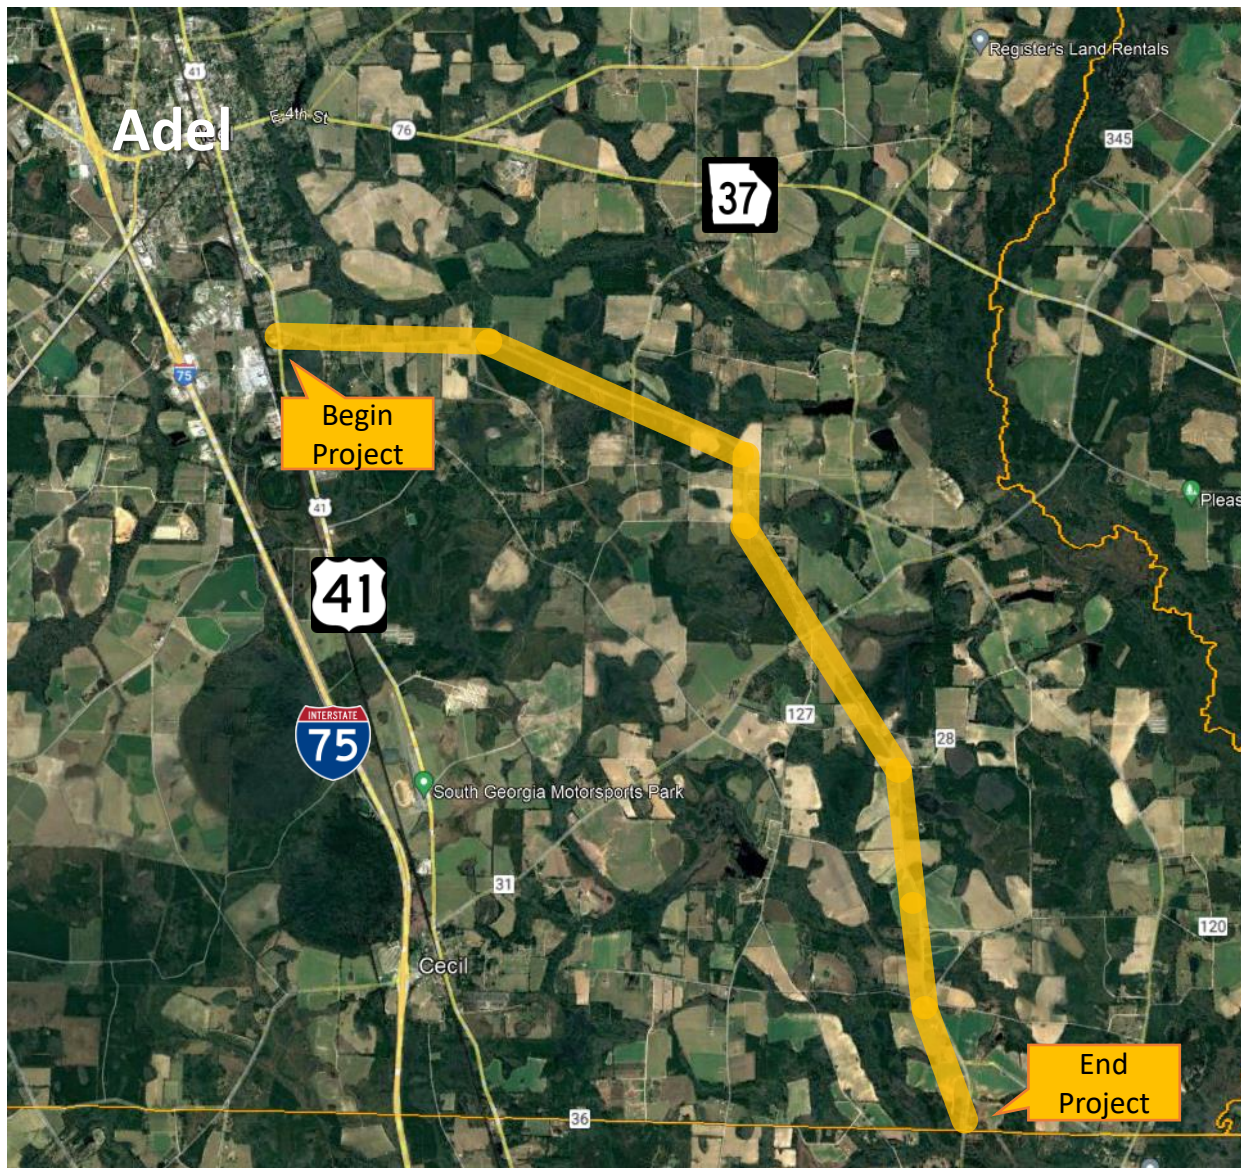 Register's Land Rentals
41
Adel
E 4th St
76
345
37
75
Begin
Project
41
Pleas
41
127
INTERSTATE
75
28
South Georgia Motorsports Park
31
120
Cecil
End
Project
36